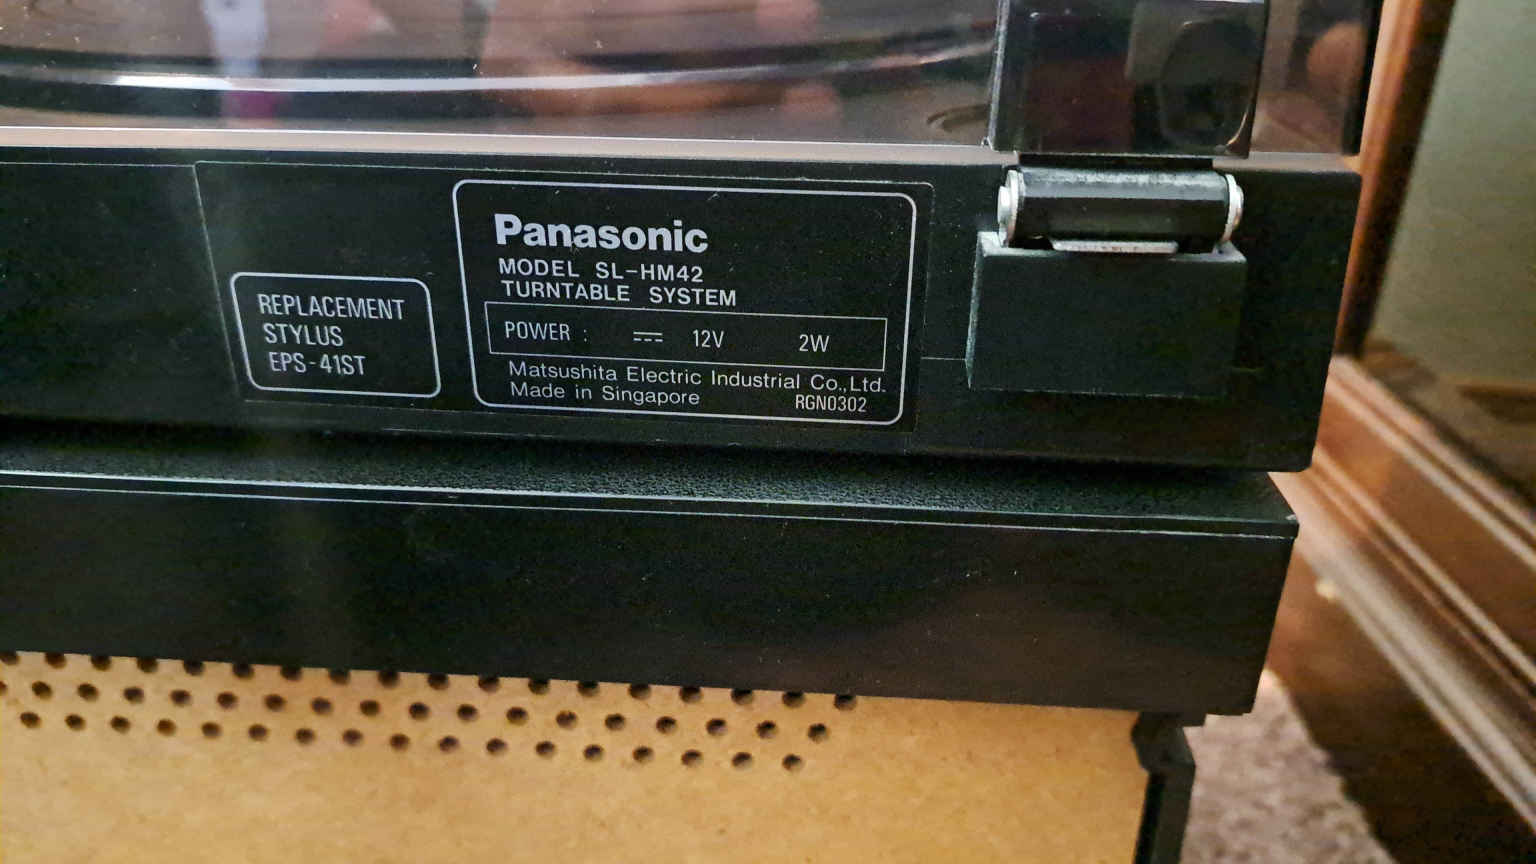 REPLACEMENT
STYLUS
EPS-41ST
Panasonic
MODEL SL-HM42
TURNTABLE SYSTEM
POWER : ⎓ 12V 2W
Matsushita Electric Industrial Co.,Ltd.
Made in Singapore RGN0302